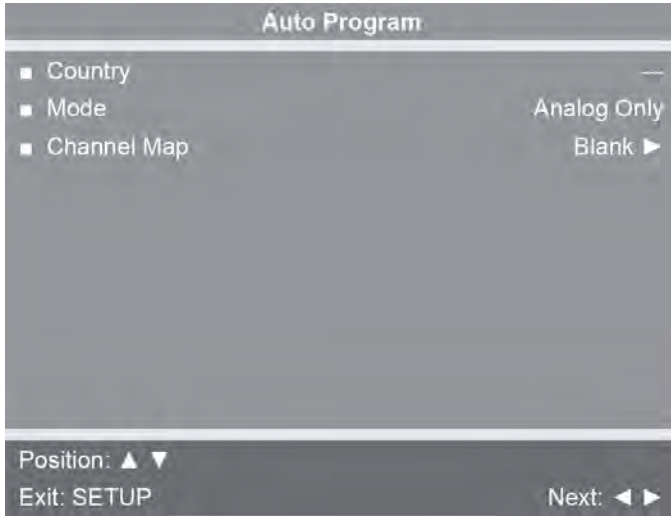 Auto Program
■ Country —
■ Mode Analog Only
■ Channel Map Blank ►
Position: ▲ ▼
Exit: SETUP Next: ◄ ►